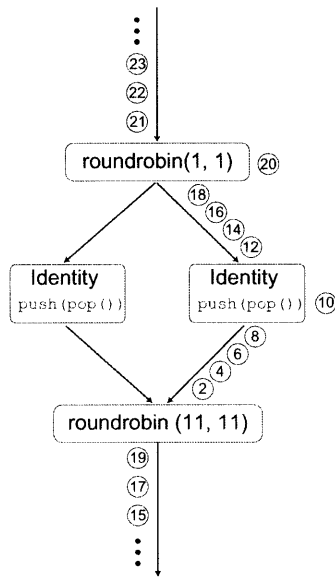 23
22
21
roundrobin(1, 1) 20
18
16
14
12
Identity
push(pop())
Identity
push(pop()) 10
8
6
4
2
roundrobin (11, 11)
19
17
15